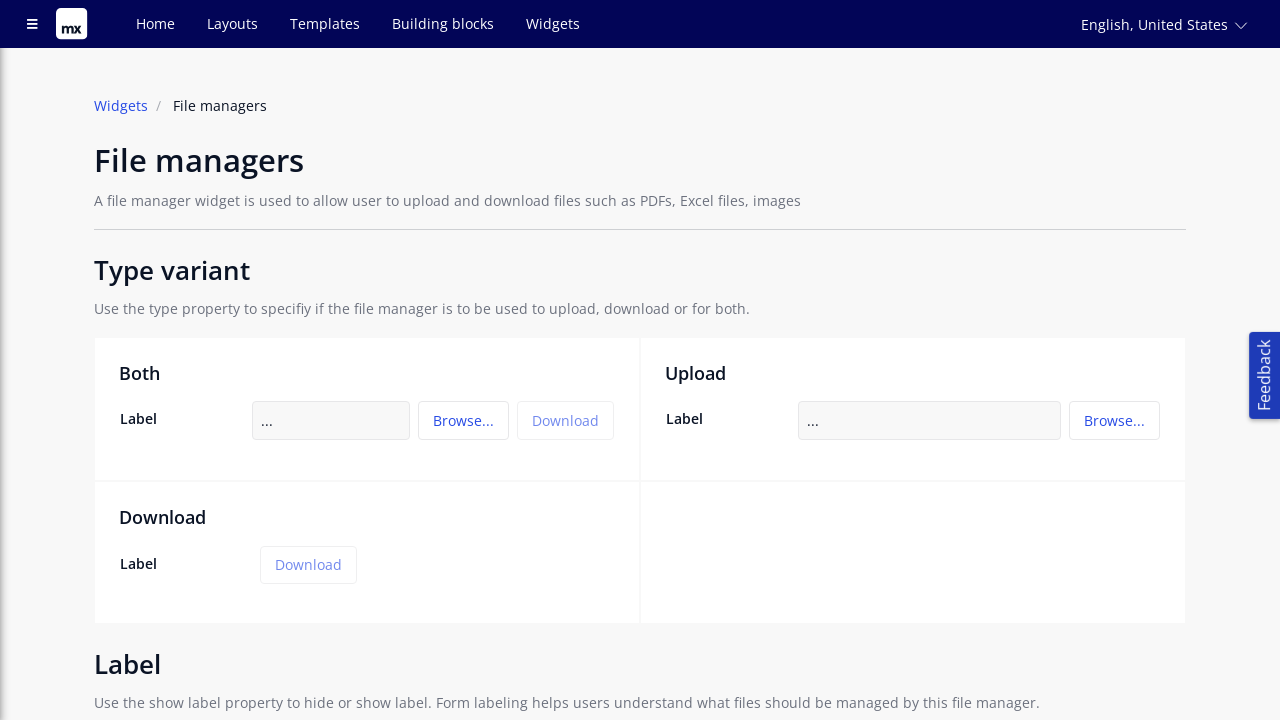 mx Home Layouts Templates Building blocks Widgets English, United States
Widgets / File managers
File managers
A file manager widget is used to allow user to upload and download files such as PDFs, Excel files, images
Type variant
Use the type property to specifiy if the file manager is to be used to upload, download or for both.
Both
Label ... Browse... Download
Upload
Label ... Browse...
Download
Label Download
Feedback
Label
Use the show label property to hide or show label. Form labeling helps users understand what files should be managed by this file manager.